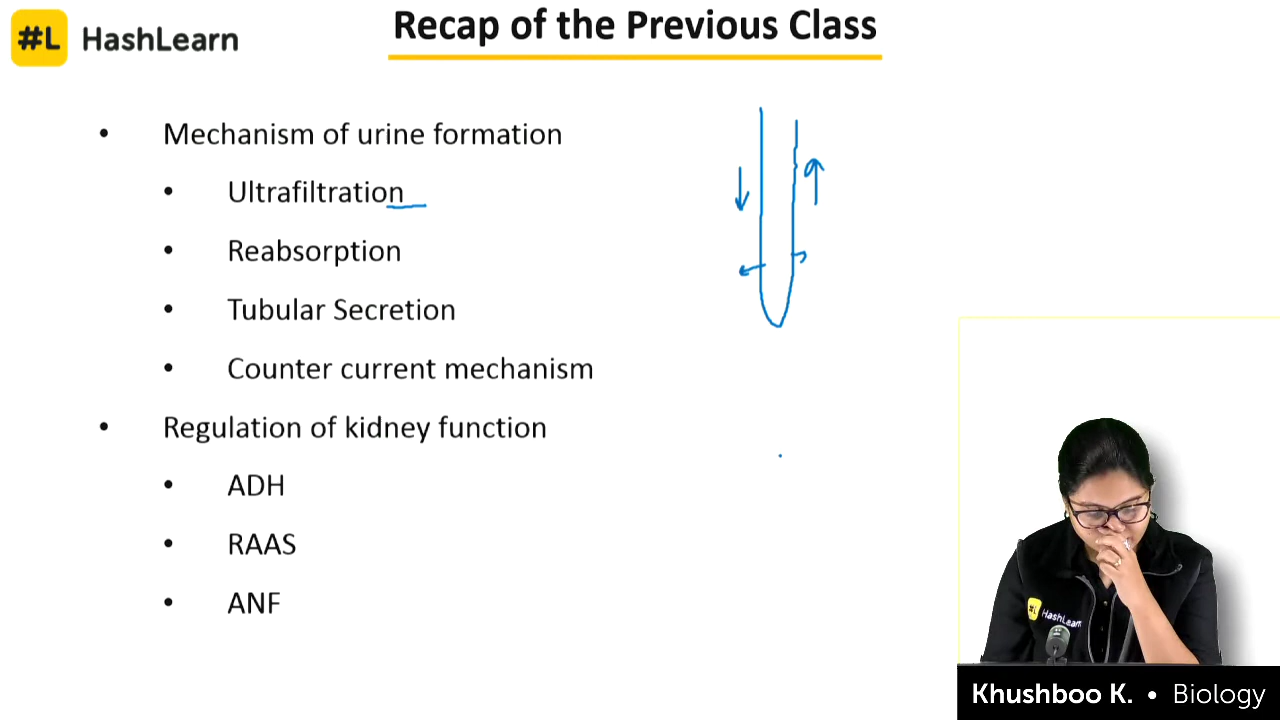 #L HashLearn
Recap of the Previous Class
• Mechanism of urine formation
• Ultrafiltration
• Reabsorption
• Tubular Secretion
• Counter current mechanism
• Regulation of kidney function
• ADH
• RAAS
• ANF
HashLearn
Khushboo K. • Biology